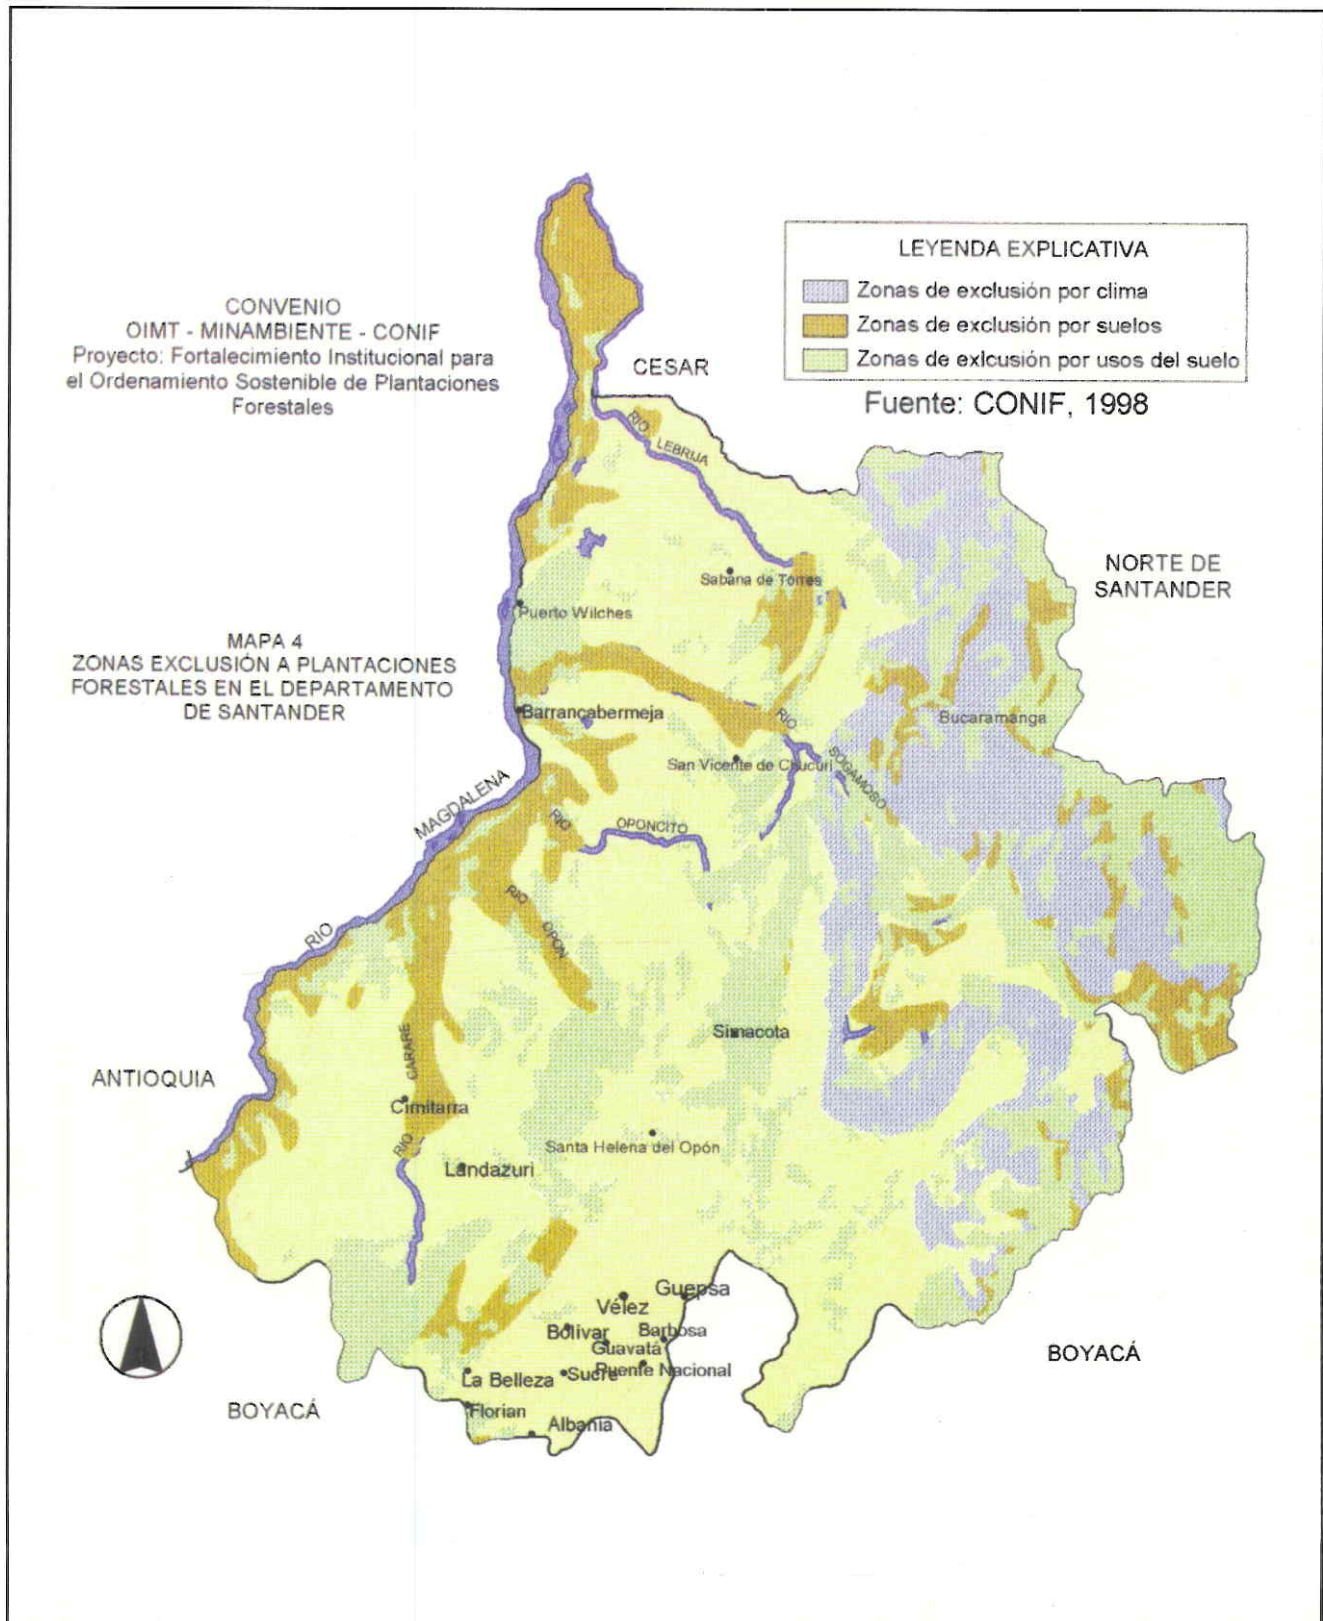 CONVENIO
OIMT - MINAMBIENTE - CONIF
Proyecto: Fortalecimiento Institucional para
el Ordenamiento Sostenible de Plantaciones
Forestales
LEYENDA EXPLICATIVA
Zonas de exclusión por clima
Zonas de exclusión por suelos
Zonas de exlcusión por usos del suelo
Fuente: CONIF, 1998
CESAR
RIO
LEBRIJA
NORTE DE
SANTANDER
Sabana de Torres
Puerto Wilches
MAPA 4
ZONAS EXCLUSIÓN A PLANTACIONES
FORESTALES EN EL DEPARTAMENTO
DE SANTANDER
Barrancabermeja
RIO
SOGAMOSO
Bucaramanga
San Vicente de Chucuri
RIO
MAGDALENA
RIO
OPONCITO
RIO
OPON
Simacota
ANTIOQUIA
CARARE
RIO
Cimitarra
Santa Helena del Opón
Landazuri
Guepsa
Vélez
Bolívar
Barbosa
Guavatá
Puente Nacional
La Belleza
Sucre
Florian
Albania
BOYACÁ
BOYACÁ